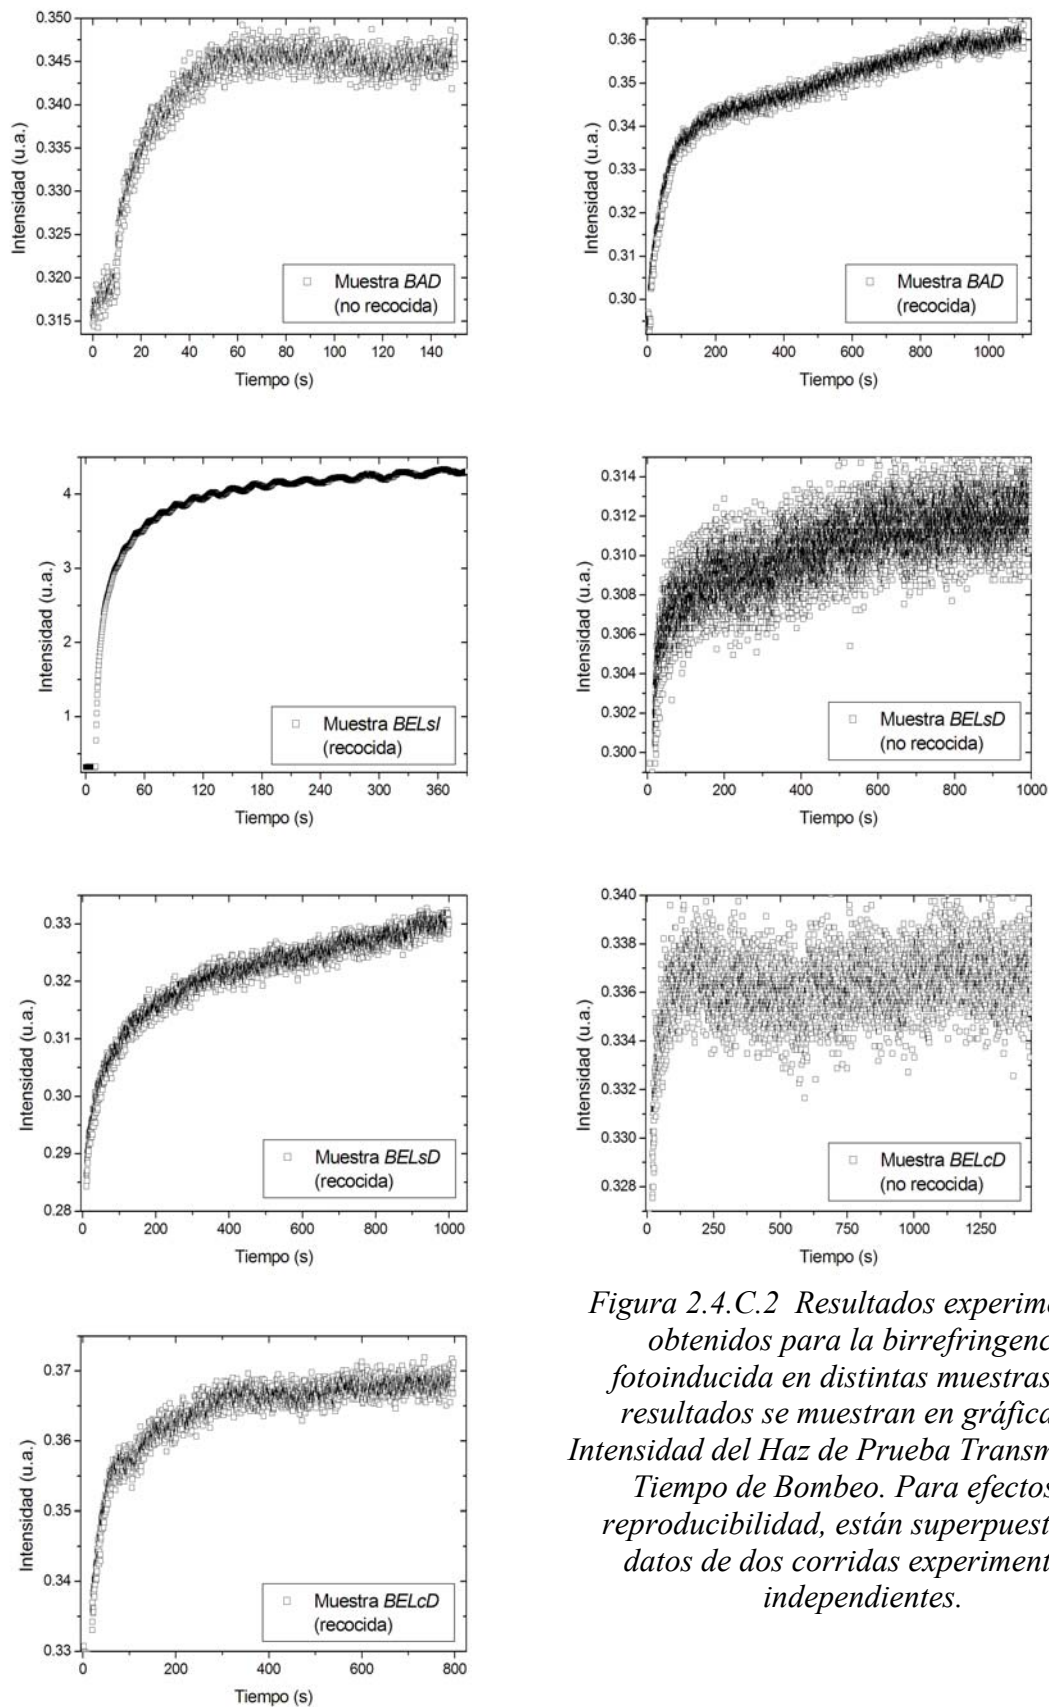 0.350
0.345
0.340
0.335
0.330
0.325
0.320
0.315
0 20 40 60 80 100 120 140
Intensidad (u.a.)
Tiempo (s)
Muestra BAD
(no recocida)
0.36
0.35
0.34
0.33
0.32
0.31
0.30
0 200 400 600 800 1000
Intensidad (u.a.)
Tiempo (s)
Muestra BAD
(recocida)
4
3
2
1
0 60 120 180 240 300 360
Intensidad (u.a.)
Tiempo (s)
Muestra BELsI
(recocida)
0.314
0.312
0.310
0.308
0.306
0.304
0.302
0.300
0 200 400 600 800 1000
Intensidad (u.a.)
Tiempo (s)
Muestra BELsD
(no recocida)
0.33
0.32
0.31
0.30
0.29
0.28
0 200 400 600 800 1000
Intensidad (u.a.)
Tiempo (s)
Muestra BELsD
(recocida)
0.340
0.338
0.336
0.334
0.332
0.330
0.328
0 250 500 750 1000 1250
Intensidad (u.a.)
Tiempo (s)
Muestra BELcD
(no recocida)
0.37
0.36
0.35
0.34
0.33
0 200 400 600 800
Intensidad (u.a.)
Tiempo (s)
Muestra BELcD
(recocida)
Figura 2.4.C.2 Resultados
obtenidos para la
fotoinducida en distintas muestras
resultados se muestran en
Intensidad del Haz de Prueba
Tiempo de Bombeo. Para efectos
reproducibilidad, están
datos de dos corridas
independientes.